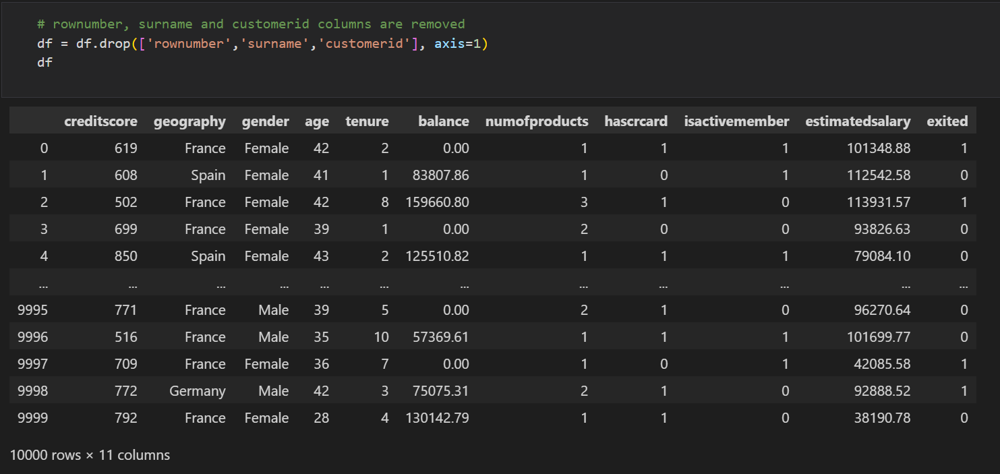 # rownumber, surname and customerid columns are removed
df = df.drop(['rownumber','surname','customerid'], axis=1)
df
creditscore geography gender age tenure balance numofproducts hascrcard isactivemember estimatedsalary exited
0 619 France Female 42 2 0.00 1 1 1 101348.88 1
1 608 Spain Female 41 1 83807.86 1 0 1 112542.58 0
2 502 France Female 42 8 159660.80 3 1 0 113931.57 1
3 699 France Female 39 1 0.00 2 0 0 93826.63 0
4 850 Spain Female 43 2 125510.82 1 1 1 79084.10 0
... ... ... ... ... ... ... ... ... ... ... ...
9995 771 France Male 39 5 0.00 2 1 0 96270.64 0
9996 516 France Male 35 10 57369.61 1 1 1 101699.77 0
9997 709 France Female 36 7 0.00 1 0 1 42085.58 1
9998 772 Germany Male 42 3 75075.31 2 1 0 92888.52 1
9999 792 France Female 28 4 130142.79 1 1 0 38190.78 0
10000 rows × 11 columns